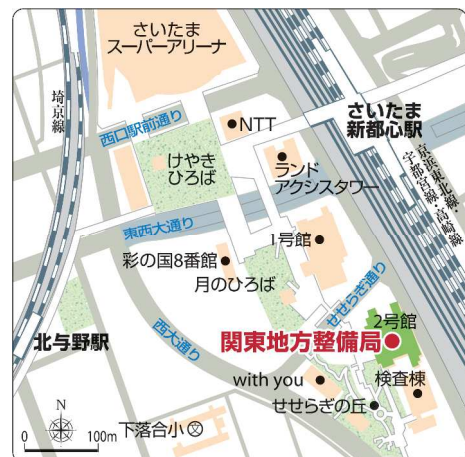 さいたま
スーパーアリーナ
埼京線
西口駅前通り
NTT
さいたま
新都心駅
けやき
ひろば
ランド
アクシスタワー
京浜東北線・
宇都宮線・高崎線
東西大通り
1号館
彩の国8番館
月のひろば
せせらぎ通り
西大通り
2号館
北与野駅
関東地方整備局
with you
検査棟
せせらぎの丘
N
下落合小 文
0 100m